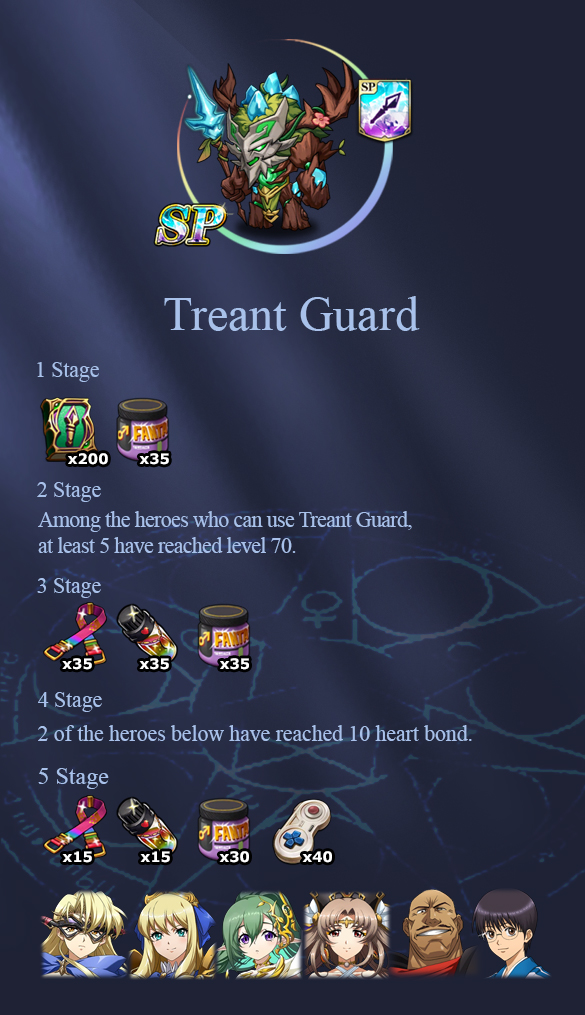 SP
SP
Treant Guard
1 Stage
x200
x35
2 Stage
Among the heroes who can use Treant Guard,
at least 5 have reached level 70.
3 Stage
x35
x35
x35
4 Stage
2 of the heroes below have reached 10 heart bond.
5 Stage
x15
x15
x30
x40